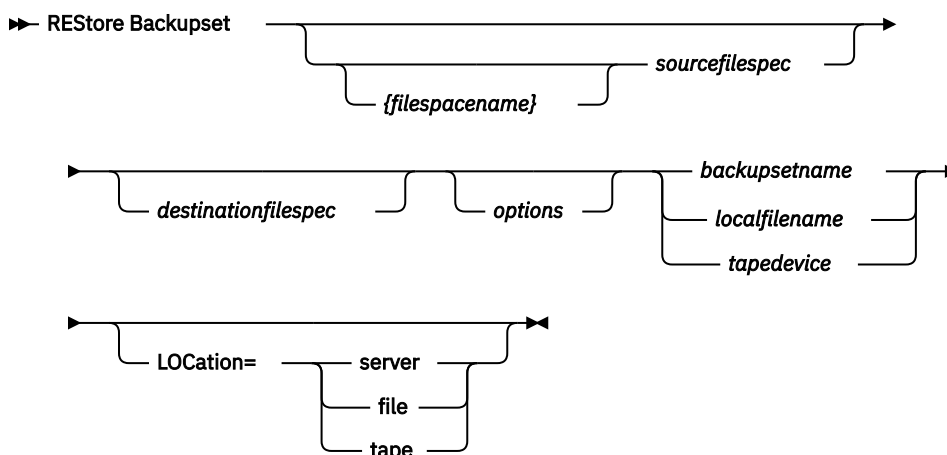 REStore Backupset
sourcefilespec
{filespacename}
destinationfilespec
options
backupsetname
localfilename
tapedevice
LOCation=
server
file
tape